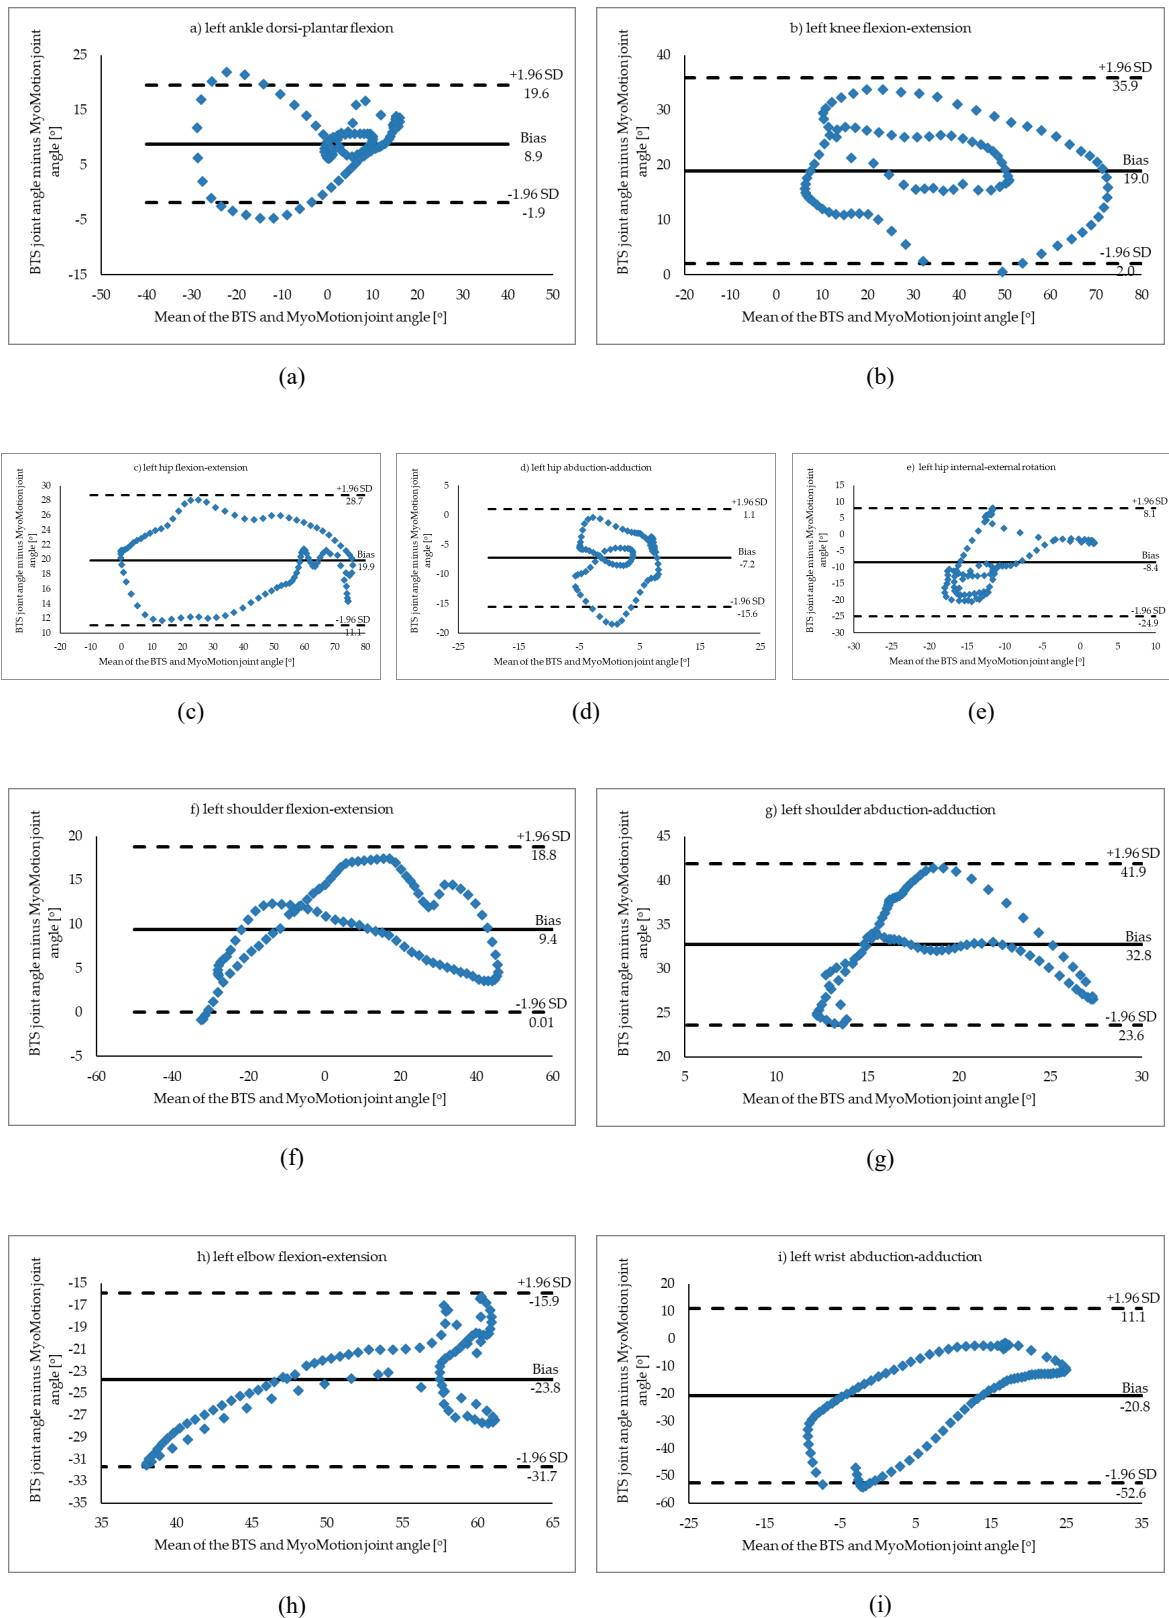 a) left ankle dorsi-plantar flexion
BTS joint angle minus MyoMotion joint
angle [°]
25
15
5
-5
-15
+1.96 SD
19.6
Bias
8.9
-1.96 SD
-1.9
-50 -40 -30 -20 -10 0 10 20 30 40 50
Mean of the BTS and MyoMotion joint angle [°]
(a)
b) left knee flexion-extension
BTS joint angle minus MyoMotion joint
angle [°]
40
30
20
10
0
+1.96 SD
35.9
Bias
19.0
-1.96 SD
2.0
-20 -10 0 10 20 30 40 50 60 70 80
Mean of the BTS and MyoMotion joint angle [°]
(b)
c) left hip flexion-extension
BTS joint angle minus MyoMotion joint
angle [°]
30
28
26
24
22
20
18
16
14
12
10
+1.96 SD
28.7
Bias
19.9
-1.96 SD
11.1
-20 -10 0 10 20 30 40 50 60 70 80
Mean of the BTS and MyoMotion joint angle [°]
(c)
d) left hip abduction-adduction
BTS joint angle minus MyoMotion joint
angle [°]
5
0
-5
-10
-15
-20
+1.96 SD
1.1
Bias
-7.2
-1.96 SD
-15.6
-25 -15 -5 5 15 25
Mean of the BTS and MyoMotion joint angle [°]
(d)
e) left hip internal-external rotation
BTS joint angle minus MyoMotion joint
angle [°]
15
10
5
0
-5
-10
-15
-20
-25
-30
+1.96 SD
8.1
Bias
-8.4
-1.96 SD
-24.9
-30 -25 -20 -15 -10 -5 0 5 10
Mean of the BTS and MyoMotion joint angle [°]
(e)
f) left shoulder flexion-extension
BTS joint angle minus MyoMotion joint
angle [°]
20
15
10
5
0
-5
+1.96 SD
18.8
Bias
9.4
-1.96 SD
0.01
-60 -40 -20 0 20 40 60
Mean of the BTS and MyoMotion joint angle [°]
(f)
g) left shoulder abduction-adduction
BTS joint angle minus MyoMotion joint
angle [°]
45
40
35
30
25
20
+1.96 SD
41.9
Bias
32.8
-1.96 SD
23.6
5 10 15 20 25 30
Mean of the BTS and MyoMotion joint angle [°]
(g)
h) left elbow flexion-extension
BTS joint angle minus MyoMotion joint
angle [°]
-15
-17
-19
-21
-23
-25
-27
-29
-31
-33
-35
+1.96 SD
-15.9
Bias
-23.8
-1.96 SD
-31.7
35 40 45 50 55 60 65
Mean of the BTS and MyoMotion joint angle [°]
(h)
i) left wrist abduction-adduction
BTS joint angle minus MyoMotion joint
angle [°]
20
10
0
-10
-20
-30
-40
-50
-60
+1.96 SD
11.1
Bias
-20.8
-1.96 SD
-52.6
-25 -15 -5 5 15 25 35
Mean of the BTS and MyoMotion joint angle [°]
(i)